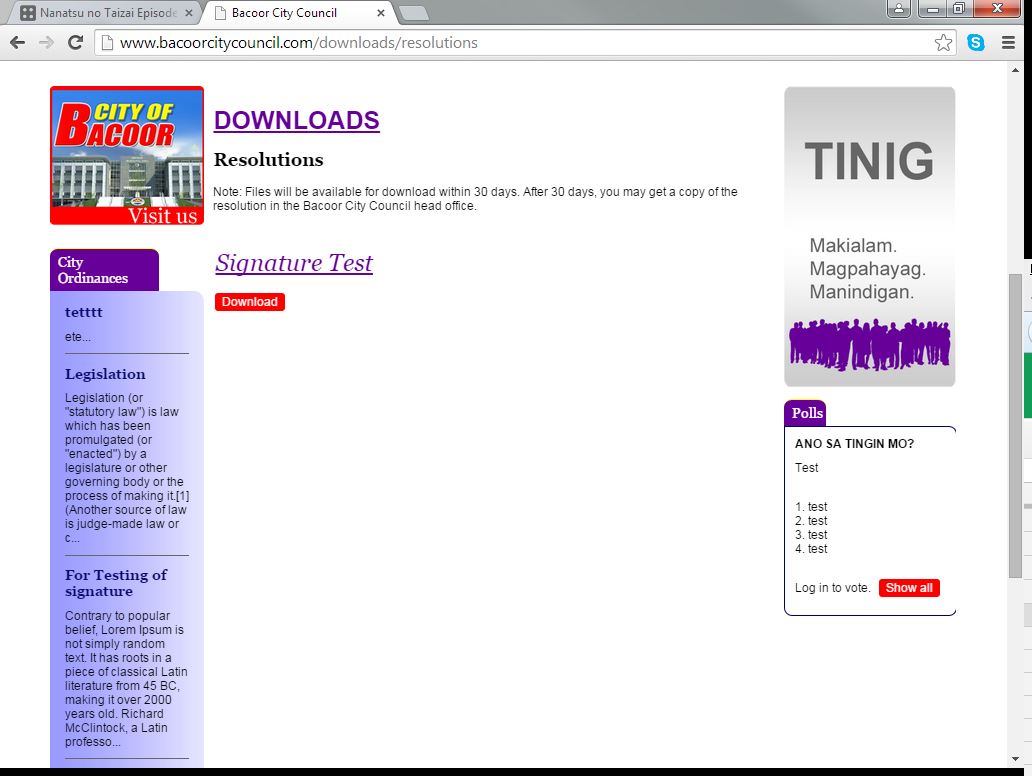 Nanatsu no Taizai Episode
Bacoor City Council
www.bacoorcitycouncil.com/downloads/resolutions
CITY OF
BACOOR
Visit us
City
Ordinances
tetttt
ete...
Legislation
Legislation (or
"statutory law") is law
which has been
promulgated (or
"enacted") by a
legislature or other
governing body or the
process of making it.[1]
(Another source of law
is judge-made law or
c...
For Testing of
signature
Contrary to popular
belief, Lorem Ipsum is
not simply random
text. It has roots in a
piece of classical Latin
literature from 45 BC,
making it over 2000
years old. Richard
McClintock, a Latin
professo...
DOWNLOADS
Resolutions
Note: Files will be available for download within 30 days. After 30 days, you may get a copy of the
resolution in the Bacoor City Council head office.
Signature Test
Download
TINIG
Makialam.
Magpahayag.
Manindigan.
Polls
ANO SA TINGIN MO?
Test
1. test
2. test
3. test
4. test
Log in to vote. Show all